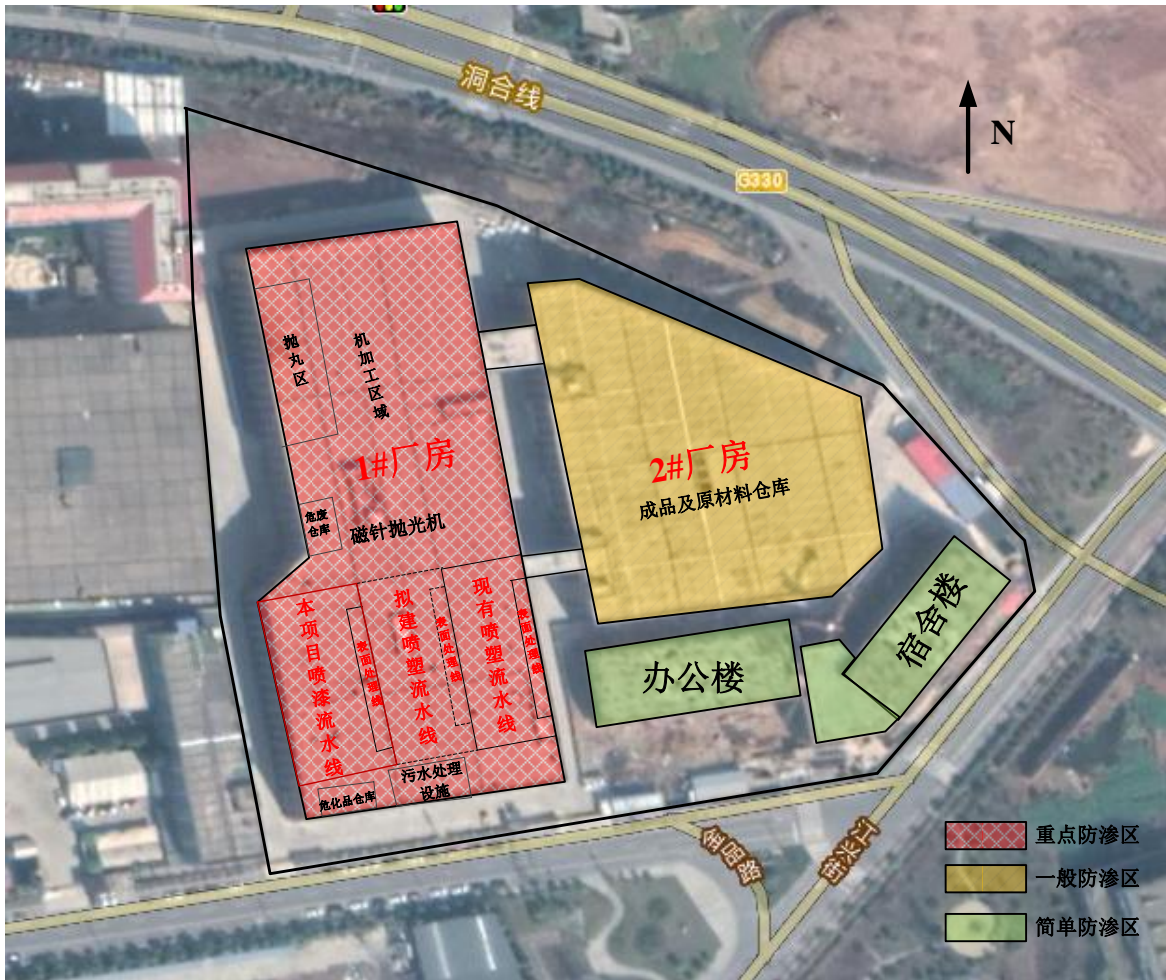 洞合线
N
G330
抛丸区
机加工区域
1#厂房
2#厂房
成品及原材料仓库
危废
仓库
磁针抛光机
本项目喷漆流水线
表面处理线
拟建喷塑流水线
表面处理线
现有喷塑流水线
表面处理线
宿舍楼
办公楼
污水处理
设施
危化品仓库
重点防渗区
一般防渗区
简单防渗区